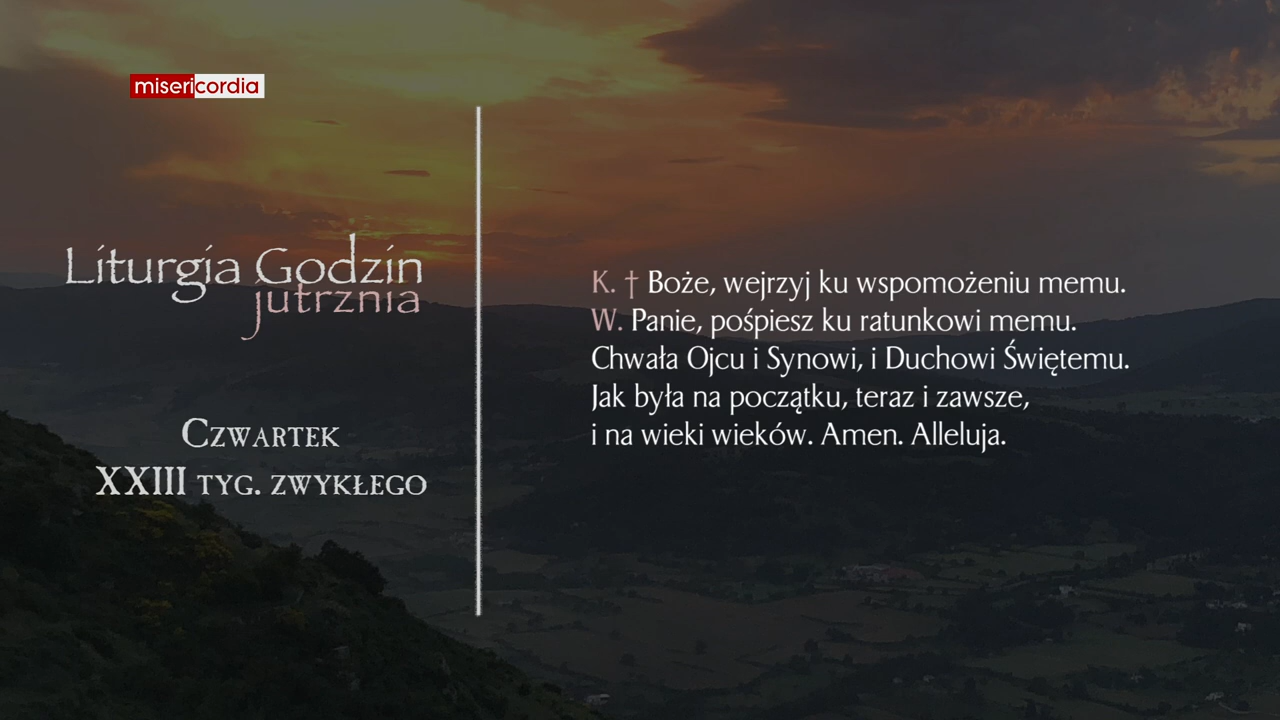 misericordia
Liturgia Godzin
jutrznia
Czwartek
XXIII tyg. zwykłego
K. † Boże, wejrzyj ku wspomożeniu memu.
W. Panie, pośpiesz ku ratunkowi memu.
Chwała Ojcu i Synowi, i Duchowi Świętemu.
Jak była na początku, teraz i zawsze,
i na wieki wieków. Amen. Alleluja.